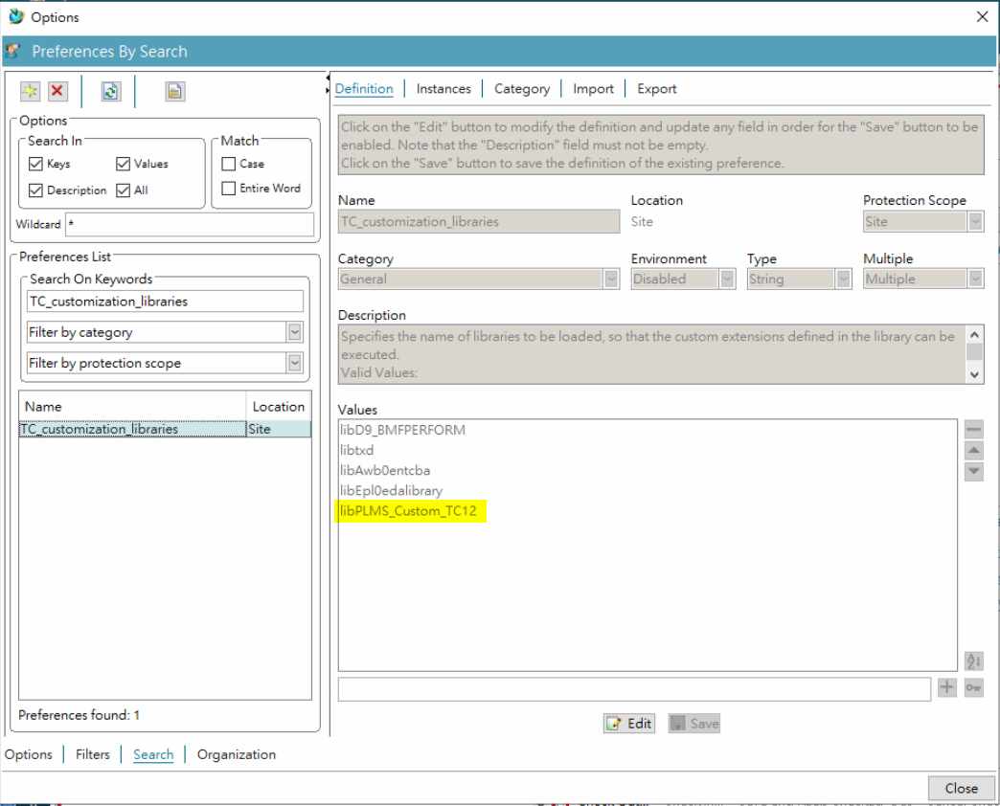 Options
Preferences By Search
Options
Search In
Keys
Values
Description
All
Match
Case
Entire Word
Wildcard *
Preferences List
Search On Keywords
TC_customization_libraries
Filter by category
Filter by protection scope
Name Location
TC_customization_libraries Site
Preferences found: 1
Definition Instances Category Import Export
Click on the "Edit" button to modify the definition and update any field in order for the "Save" button to be
enabled. Note that the "Description" field must not be empty.
Click on the "Save" button to save the definition of the existing preference.
Name Location Protection Scope
TC_customization_libraries Site Site
Category Environment Type Multiple
General Disabled String Multiple
Description
Specifies the name of libraries to be loaded, so that the custom extensions defined in the library can be
executed.
Valid Values:
Values
libD9_BMFPERFORM
libtxd
libAwb0entcba
libEpl0edalibrary
libPLMS_Custom_TC12
Edit Save
Options Filters Search Organization
Close